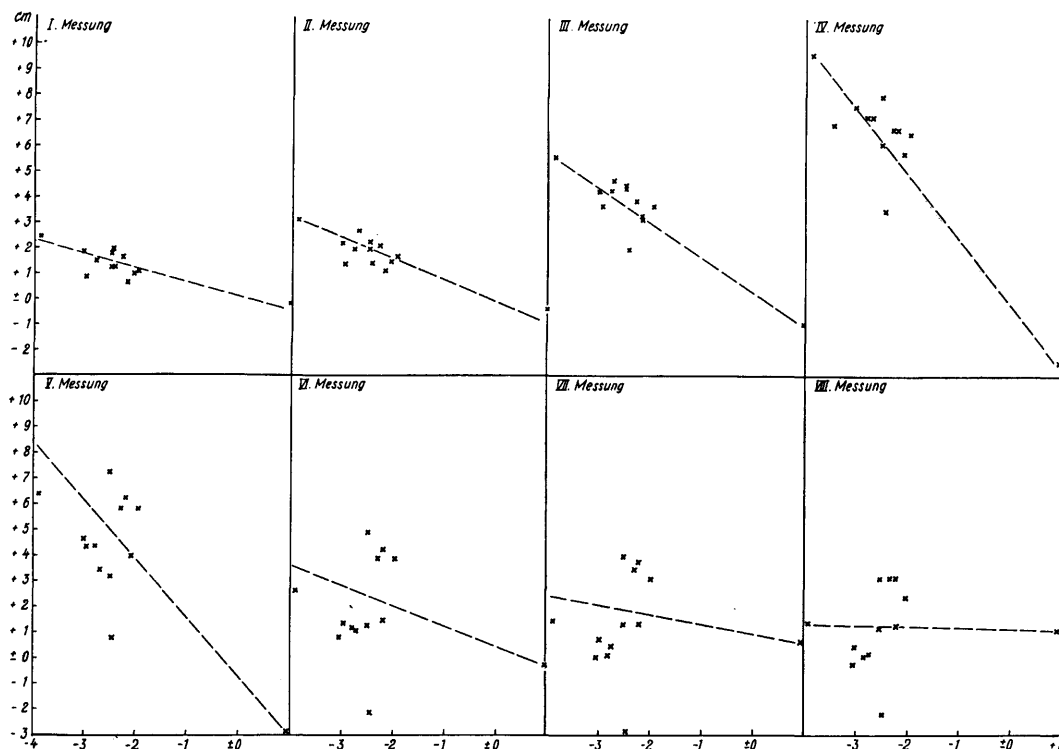 cm
I. Messung
II. Messung
III. Messung
IV. Messung
+ 10
+ 9
+ 8
+ 7
+ 6
+ 5
+ 4
+ 3
+ 2
+ 1
± 0
- 1
- 2
V. Messung
VI. Messung
VII. Messung
VIII. Messung
+ 10
+ 9
+ 8
+ 7
+ 6
+ 5
+ 4
+ 3
+ 2
+ 1
± 0
- 1
- 2
- 3
-4 -3 -2 -1 ±0 -3 -2 -1 ±0 -3 -2 -1 ±0 -3 -2 -1 ±0